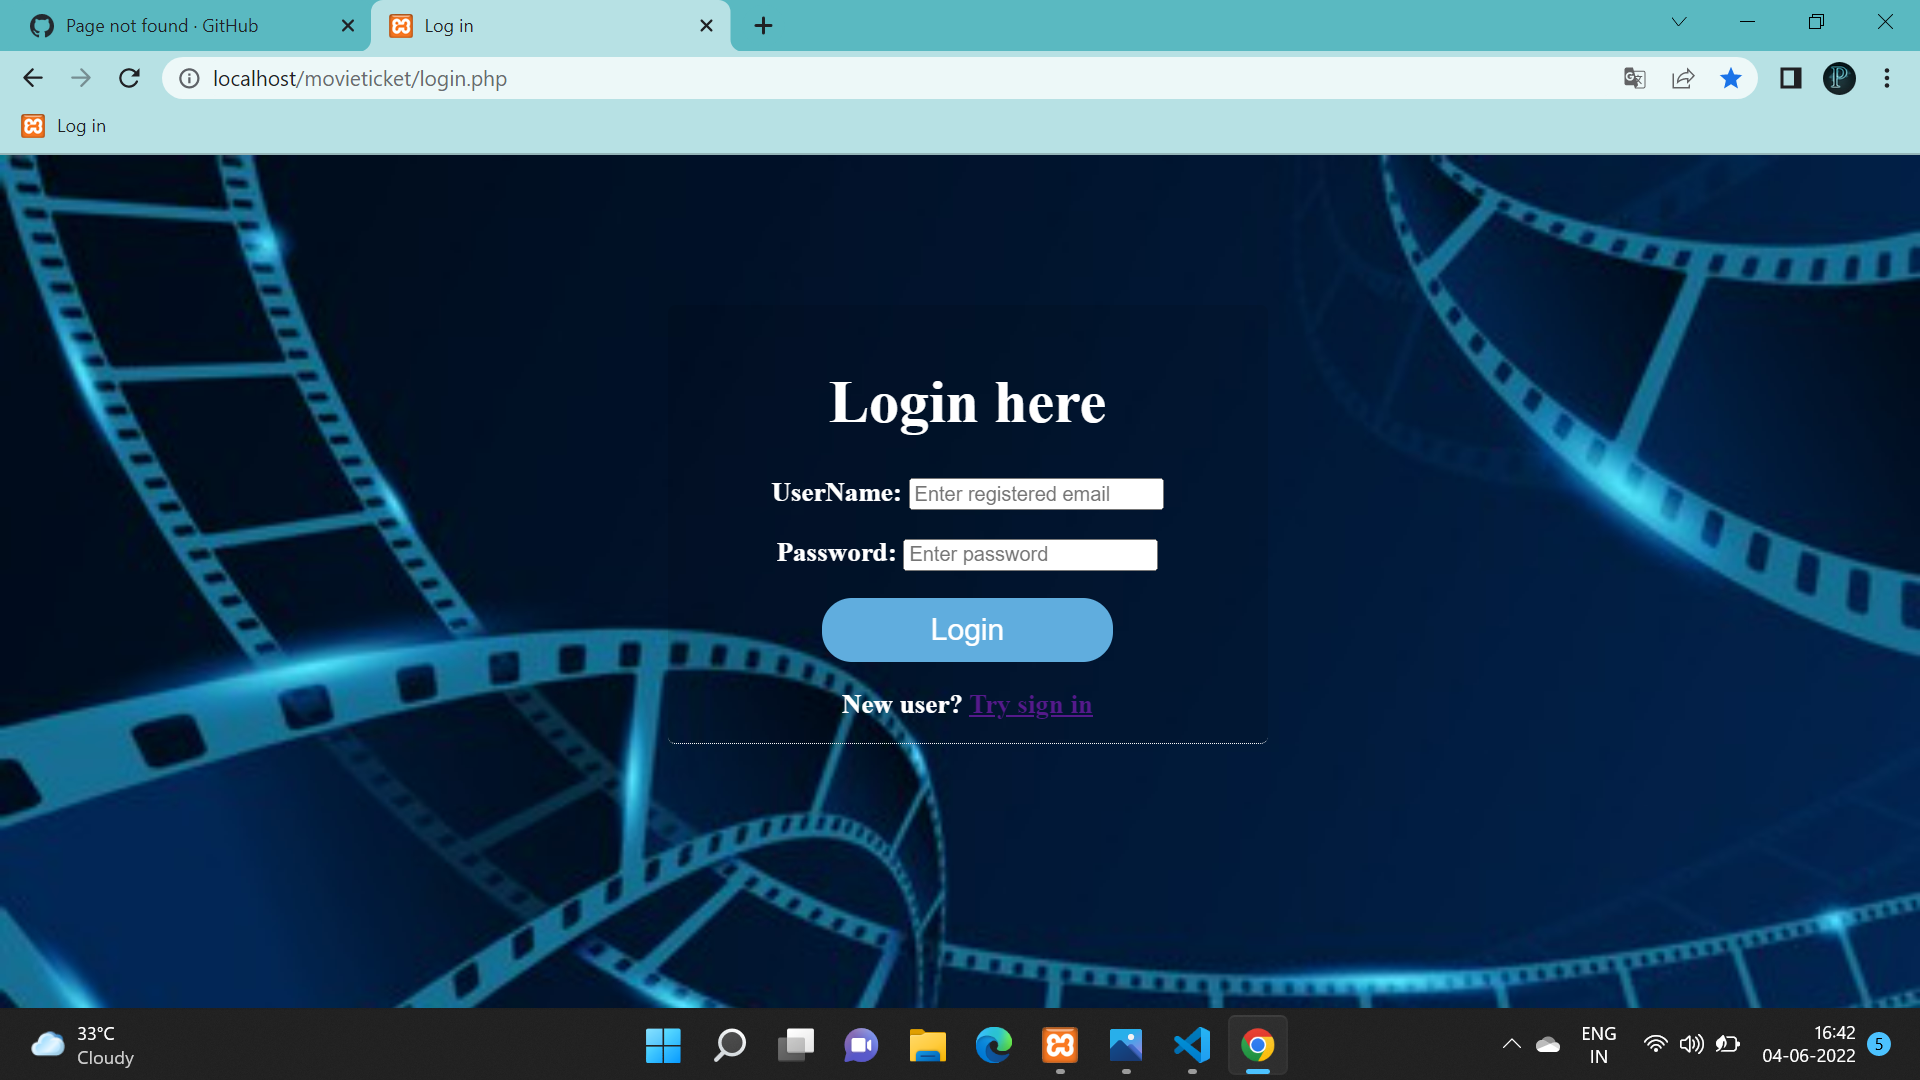 Page not found · GitHub
Log in
localhost/movieticket/login.php
Log in
Login here
UserName: Enter registered email
Password: Enter password
Login
New user? Try sign in
33°C
Cloudy
ENG
IN
16:42
04-06-2022
5